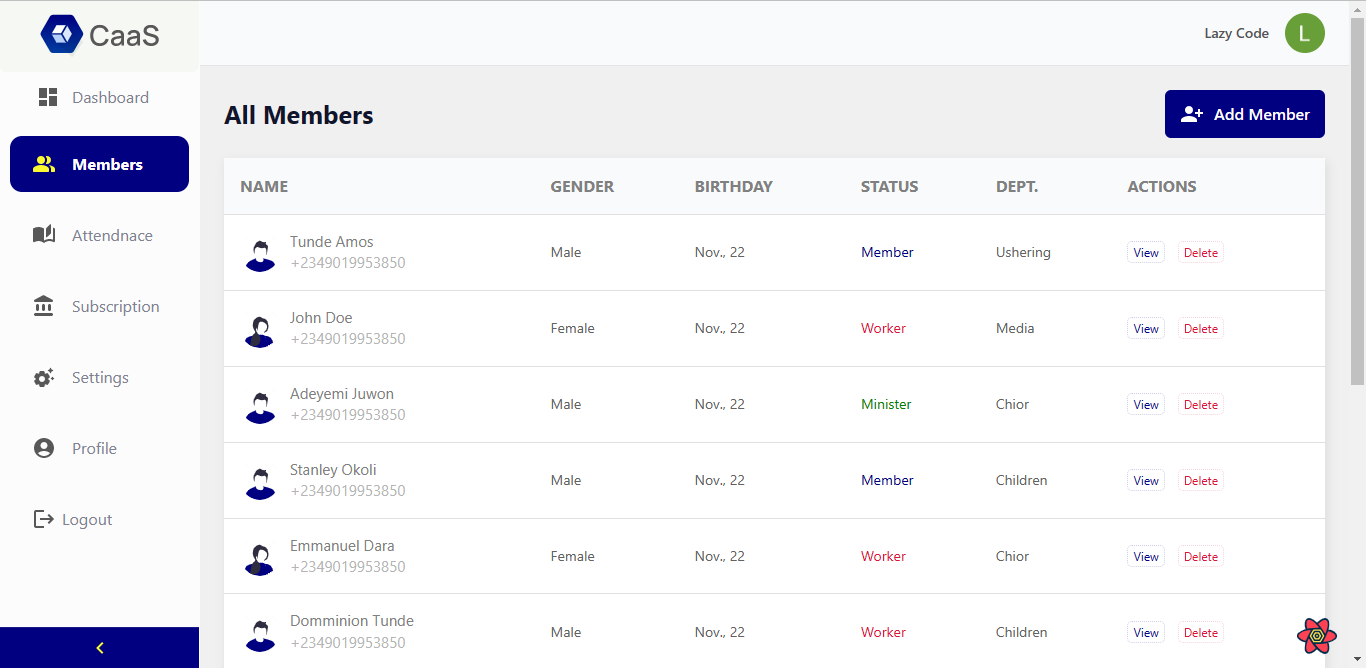 CaaS
Lazy Code
L
Dashboard
Members
Attendnace
Subscription
Settings
Profile
Logout
All Members
Add Member
NAME GENDER BIRTHDAY STATUS DEPT. ACTIONS
Tunde Amos
+2349019953850
Male Nov., 22 Member Ushering View Delete
John Doe
+2349019953850
Female Nov., 22 Worker Media View Delete
Adeyemi Juwon
+2349019953850
Male Nov., 22 Minister Chior View Delete
Stanley Okoli
+2349019953850
Male Nov., 22 Member Children View Delete
Emmanuel Dara
+2349019953850
Female Nov., 22 Worker Chior View Delete
Domminion Tunde
+2349019953850
Male Nov., 22 Worker Children View Delete